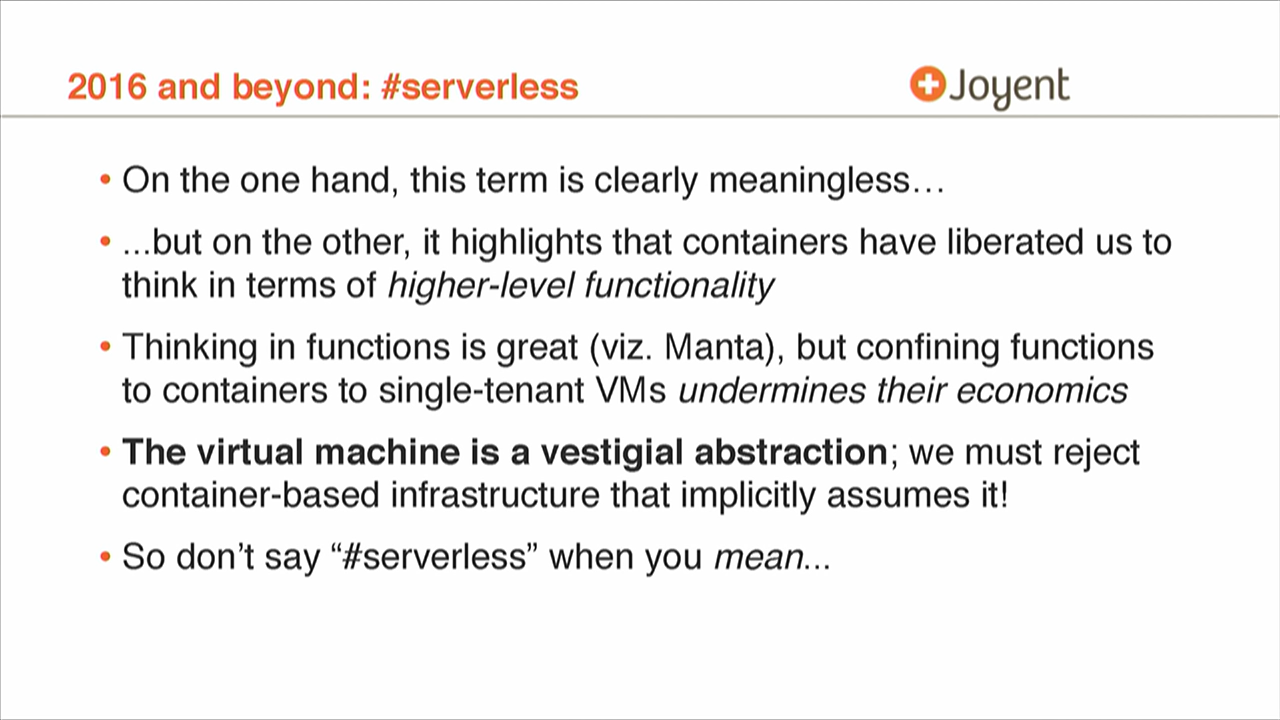 2016 and beyond: #serverless
Joyent
• On the one hand, this term is clearly meaningless…
• ...but on the other, it highlights that containers have liberated us to
think in terms of higher-level functionality
• Thinking in functions is great (viz. Manta), but confining functions
to containers to single-tenant VMs undermines their economics
• The virtual machine is a vestigial abstraction; we must reject
container-based infrastructure that implicitly assumes it!
• So don’t say “#serverless” when you mean...